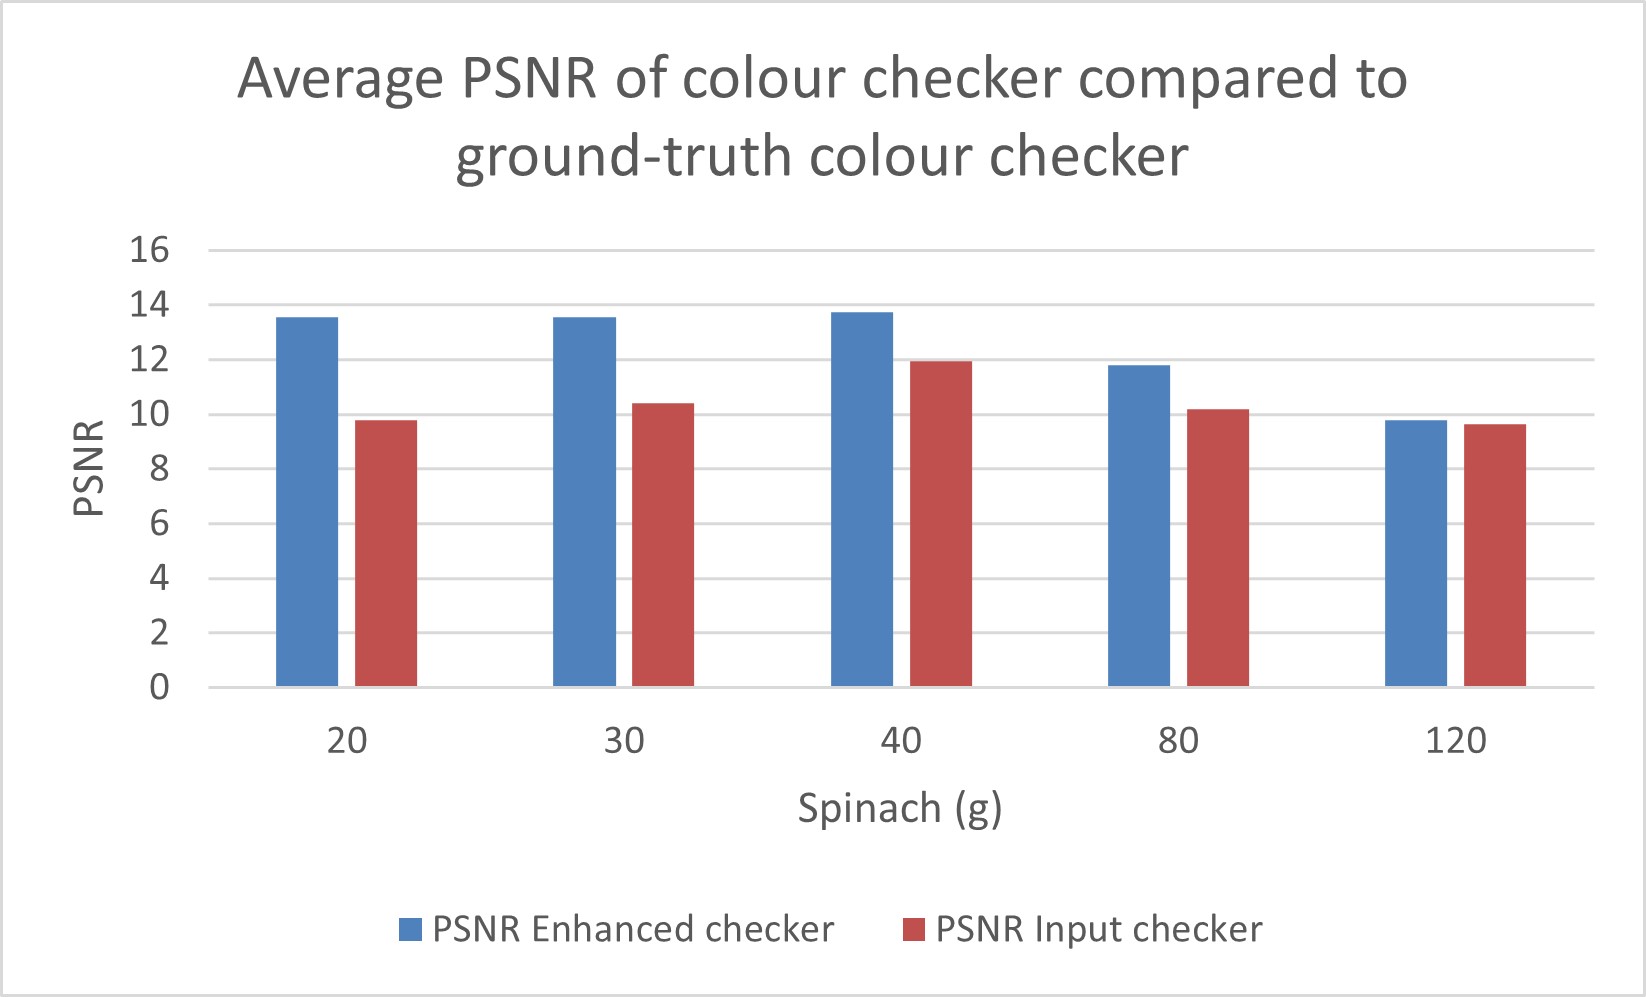 Average PSNR of colour checker compared to
ground-truth colour checker
16
14
12
10
8
6
4
2
0
PSNR
20 30 40 80 120
Spinach (g)
PSNR Enhanced checker PSNR Input checker